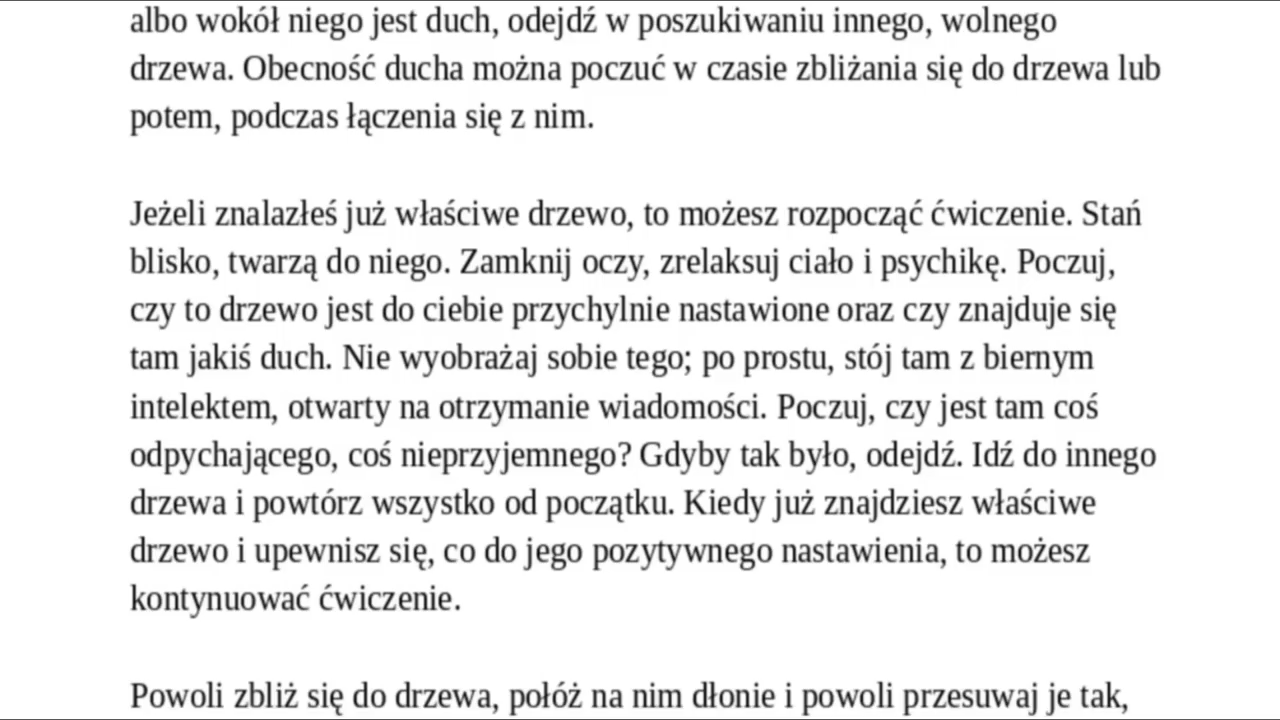 albo wokół niego jest duch, odejdź w poszukiwaniu innego, wolnego
drzewa. Obecność ducha można poczuć w czasie zbliżania się do drzewa lub
potem, podczas łączenia się z nim.
Jeżeli znalazłeś już właściwe drzewo, to możesz rozpocząć ćwiczenie. Stań
blisko, twarzą do niego. Zamknij oczy, zrelaksuj ciało i psychikę. Poczuj,
czy to drzewo jest do ciebie przychylnie nastawione oraz czy znajduje się
tam jakiś duch. Nie wyobrażaj sobie tego; po prostu, stój tam z biernym
intelektem, otwarty na otrzymanie wiadomości. Poczuj, czy jest tam coś
odpychającego, coś nieprzyjemnego? Gdyby tak było, odejdź. Idź do innego
drzewa i powtórz wszystko od początku. Kiedy już znajdziesz właściwe
drzewo i upewnisz się, co do jego pozytywnego nastawienia, to możesz
kontynuować ćwiczenie.
Powoli zbliż się do drzewa, połóż na nim dłonie i powoli przesuwaj je tak,